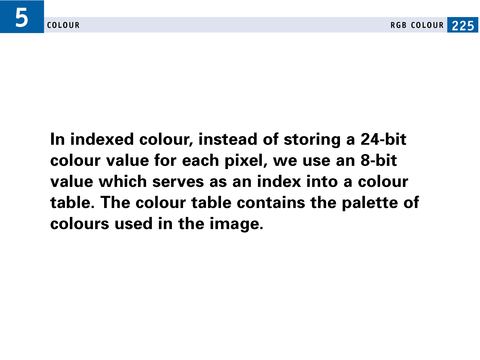 5
COLOUR
RGB COLOUR 225
In indexed colour, instead of storing a 24-bit
colour value for each pixel, we use an 8-bit
value which serves as an index into a colour
table. The colour table contains the palette of
colours used in the image.